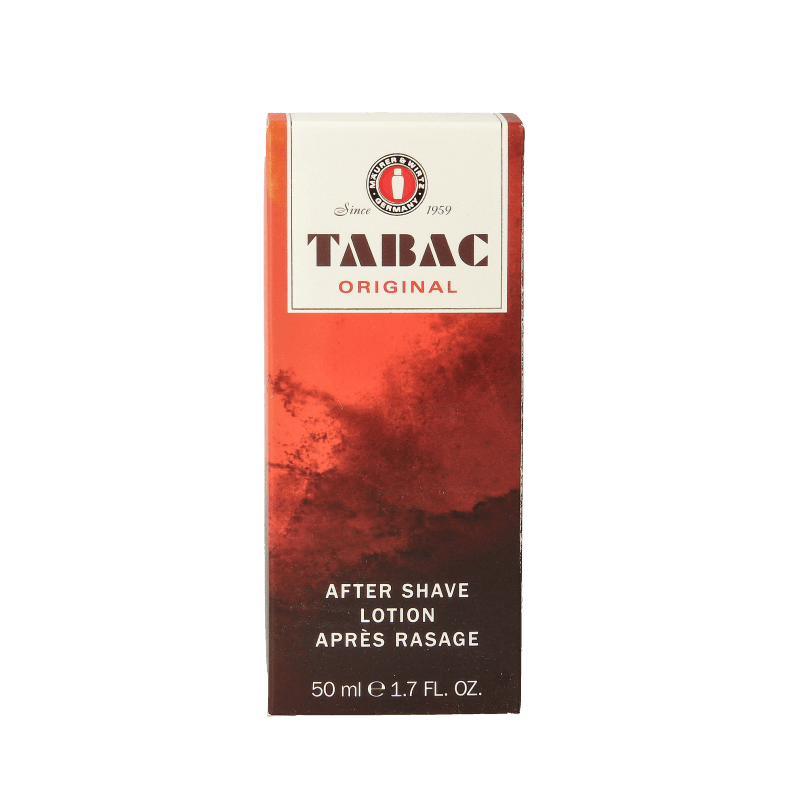 MÄURER & WIRTZ
· GERMANY ·
Since 1959
TABAC
ORIGINAL
AFTER SHAVE
LOTION
APRÈS RASAGE
50 ml ℮ 1.7 FL. OZ.